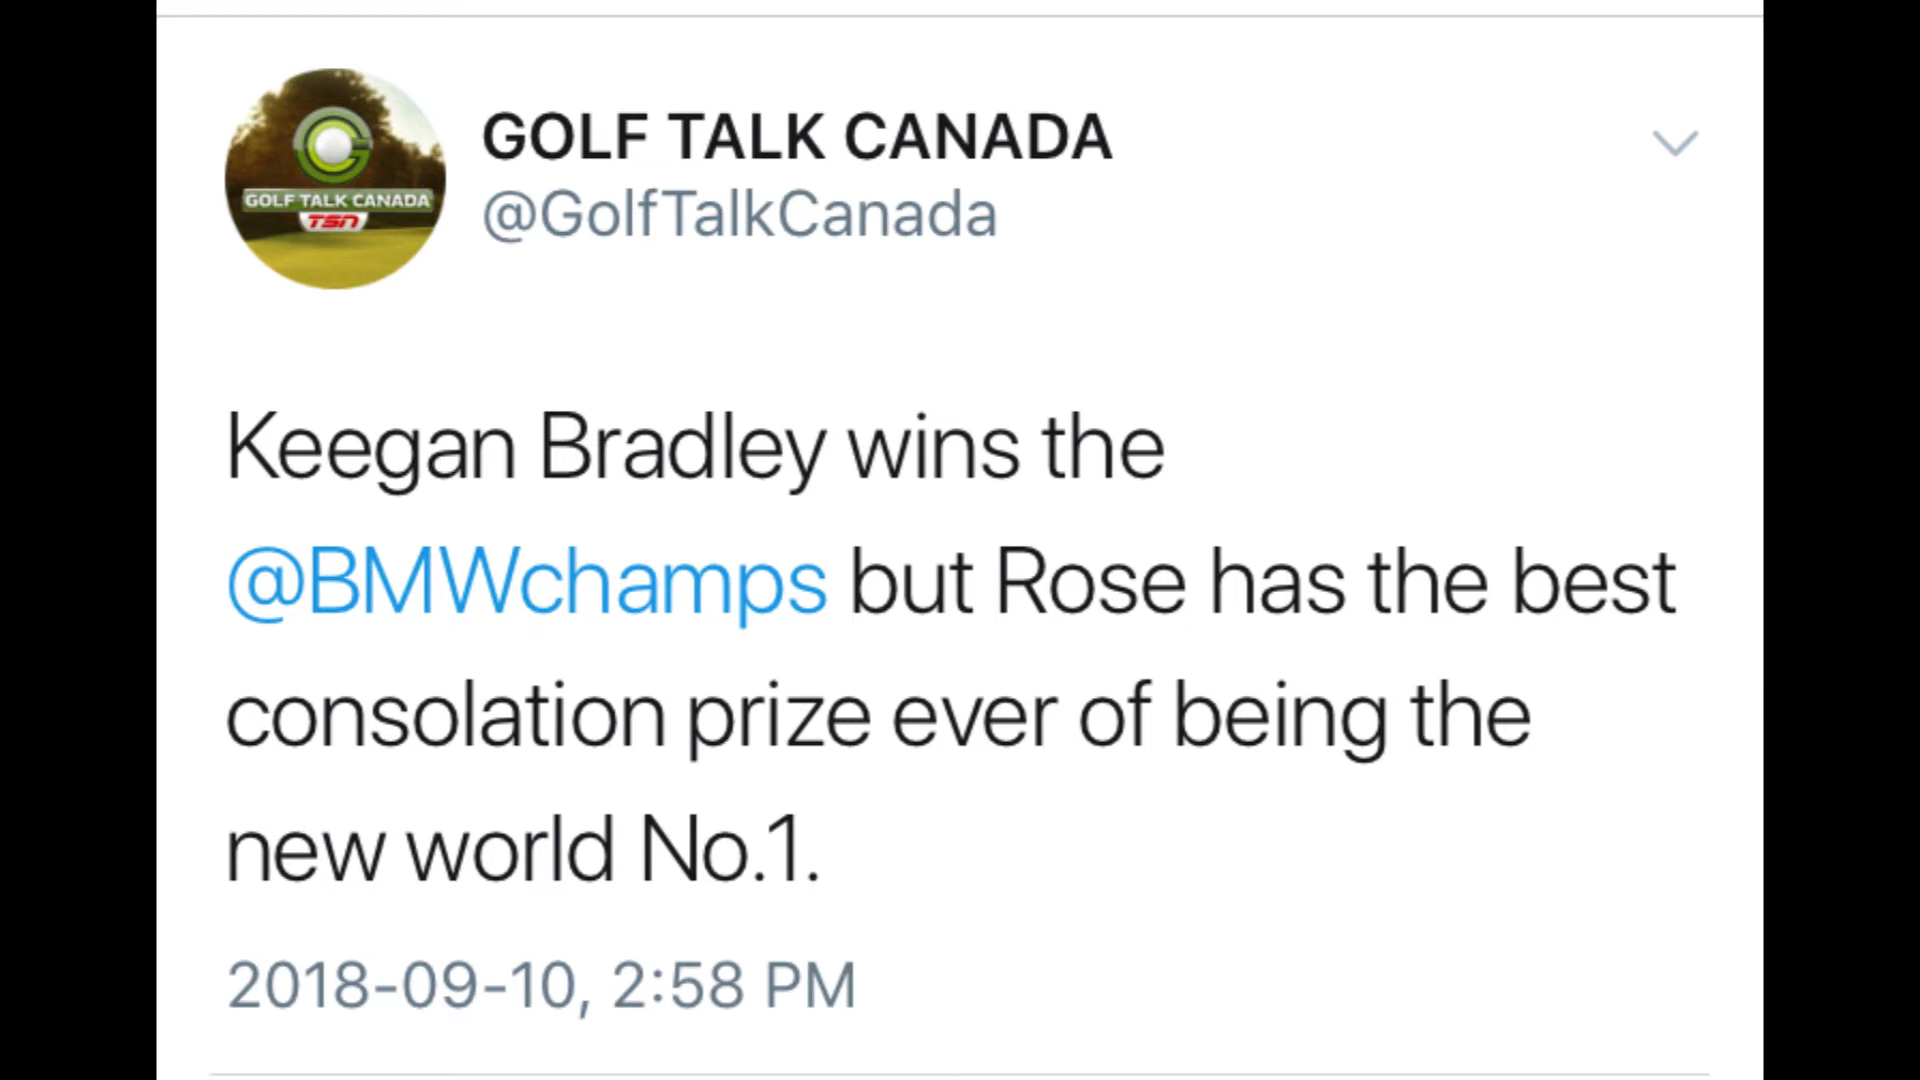 GOLF TALK CANADA
@GolfTalkCanada
GOLF TALK CANADA
TSN
Keegan Bradley wins the
@BMWchamps but Rose has the best
consolation prize ever of being the
new world No.1.
2018-09-10, 2:58 PM